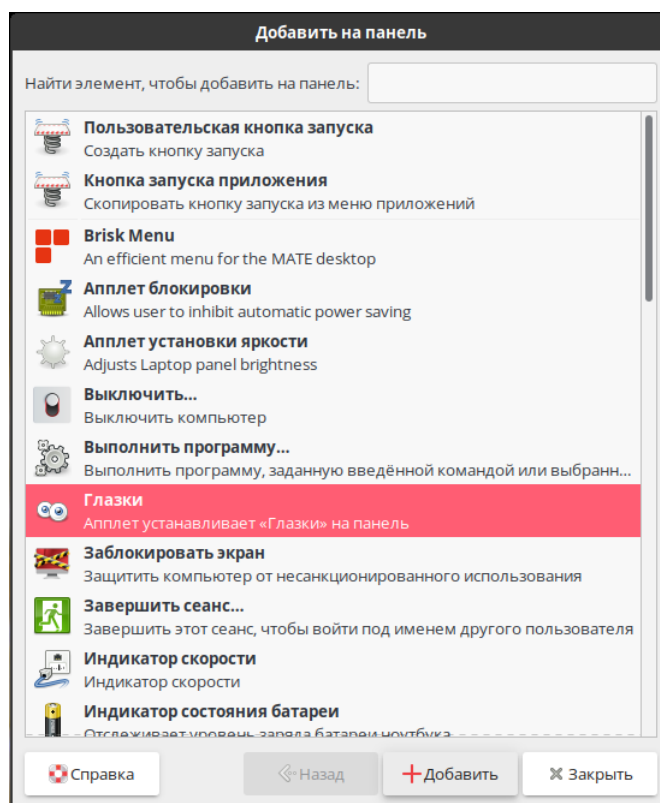 Добавить на панель
Найти элемент, чтобы добавить на панель:
Пользовательская кнопка запуска
Создать кнопку запуска
Кнопка запуска приложения
Скопировать кнопку запуска из меню приложений
Brisk Menu
An efficient menu for the MATE desktop
Апплет блокировки
Allows user to inhibit automatic power saving
Апплет установки яркости
Adjusts Laptop panel brightness
Выключить...
Выключить компьютер
Выполнить программу...
Выполнить программу, заданную введённой командой или выбранн...
Глазки
Апплет устанавливает «Глазки» на панель
Заблокировать экран
Защитить компьютер от несанкционированного использования
Завершить сеанс...
Завершить этот сеанс, чтобы войти под именем другого пользователя
Индикатор скорости
Индикатор скорости
Индикатор состояния батареи
Отслеживает уровень заряда батареи ноутбука
Справка
Назад
Добавить
Закрыть